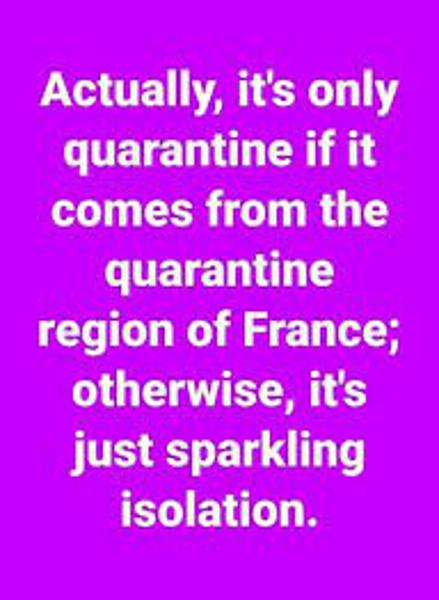 Actually, it's only
quarantine if it
comes from the
quarantine
region of France;
otherwise, it's
just sparkling
isolation.